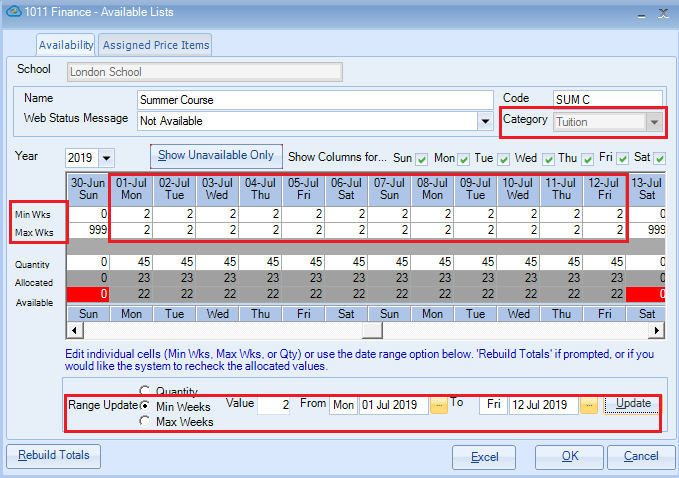 1011 Finance - Available Lists
Availability Assigned Price Items
School London School
Name Summer Course Code SUM C
Web Status Message Not Available Category Tuition
Year 2019 Show Unavailable Only Show Columns for... Sun Mon Tue Wed Thu Fri Sat
30-Jun 01-Jul 02-Jul 03-Jul 04-Jul 05-Jul 06-Jul 07-Jul 08-Jul 09-Jul 10-Jul 11-Jul 12-Jul 13-Jul
Sun Mon Tue Wed Thu Fri Sat Sun Mon Tue Wed Thu Fri Sat
Min Wks 0 2 2 2 2 2 2 2 2 2 2 2 2 0
Max Wks 999 2 2 2 2 2 2 2 2 2 2 2 2 999
Quantity 0 45 45 45 45 45 45 45 45 45 45 45 45 0
Allocated 0 23 23 23 23 23 23 23 23 23 23 23 23 0
Available 0 22 22 22 22 22 22 22 22 22 22 22 22 0
Sun Mon Tue Wed Thu Fri Sat Sun Mon Tue Wed Thu Fri Sat
Edit individual cells (Min Wks, Max Wks, or Qty) or use the date range option below. 'Rebuild Totals' if prompted, or if you
would like the system to recheck the allocated values.
Quantity
Range Update Min Weeks Value 2 From Mon 01 Jul 2019 ... To Fri 12 Jul 2019 ... Update
Max Weeks
Rebuild Totals Excel OK Cancel